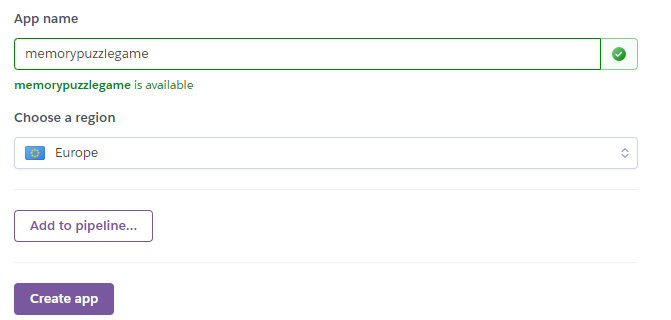 App name
memorypuzzlegame
memorypuzzlegame is available
Choose a region
Europe
Add to pipeline...
Create app